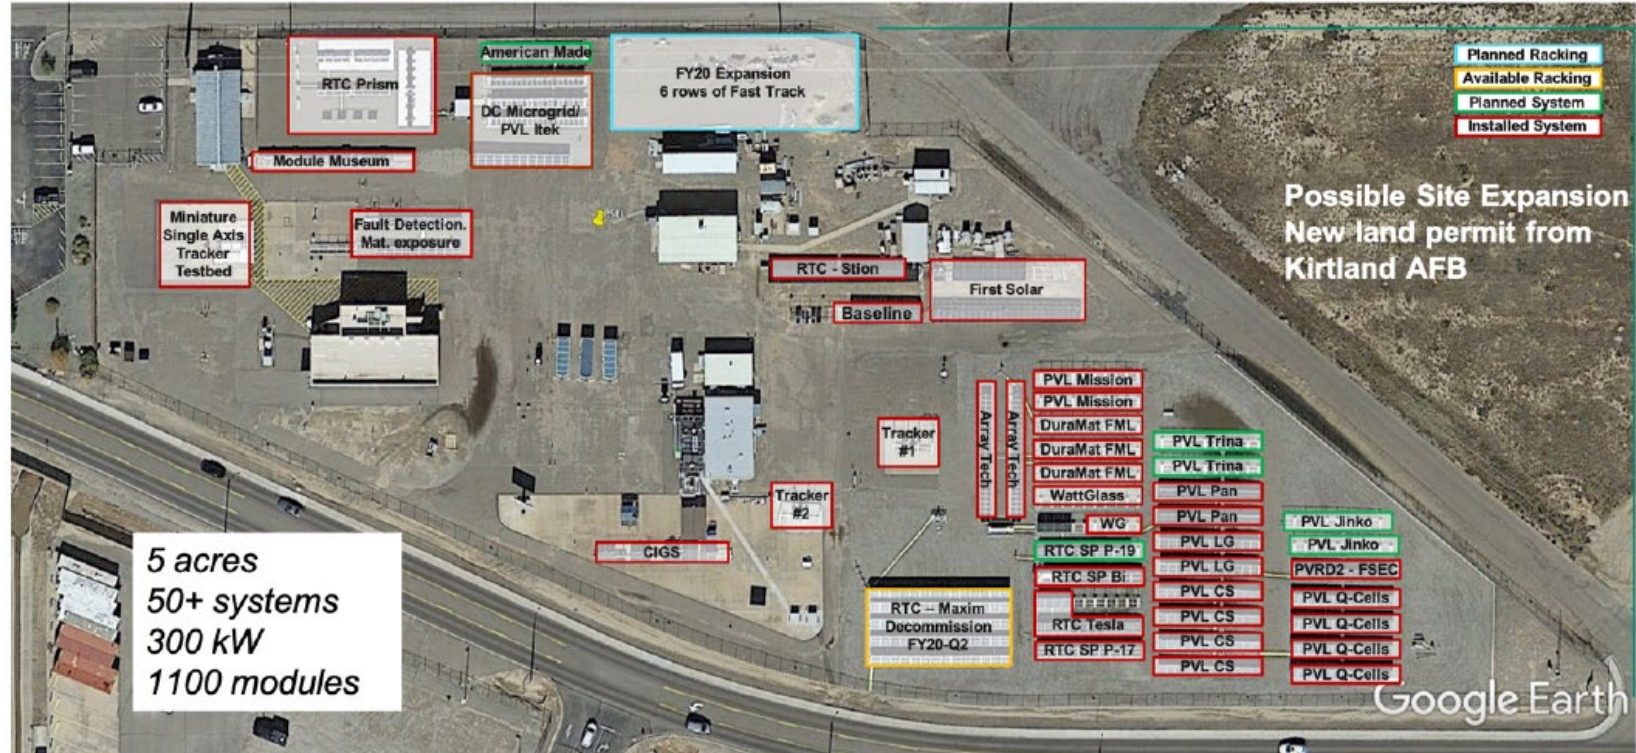 American Made
RTC Prism
FY20 Expansion
6 rows of Fast Track
DC Microgrid/
PVL Itek
Module Museum
Planned Racking
Available Racking
Planned System
Installed System
Possible Site Expansion
New land permit from
Kirtland AFB
Miniature
Single Axis
Tracker
Testbed
Fault Detection.
Mat. exposure
RTC - Stion
First Solar
Baseline
Tracker
#1
Tracker
#2
CIGS
Array Tech
Array Tech
PVL Mission
PVL Mission
DuraMat FML
DuraMat FML
DuraMat FML
WattGlass
WG
RTC SP P-19
RTC SP Bi
RTC Tesla
RTC SP P-17
PVL Trina
PVL Trina
PVL Pan
PVL Pan
PVL LG
PVL LG
PVL CS
PVL CS
PVL CS
PVL CS
PVL Jinko
PVL Jinko
PVRD2 - FSEC
PVL Q-Cells
PVL Q-Cells
PVL Q-Cells
PVL Q-Cells
RTC – Maxim
Decommission
FY20-Q2
5 acres
50+ systems
300 kW
1100 modules
Google Earth